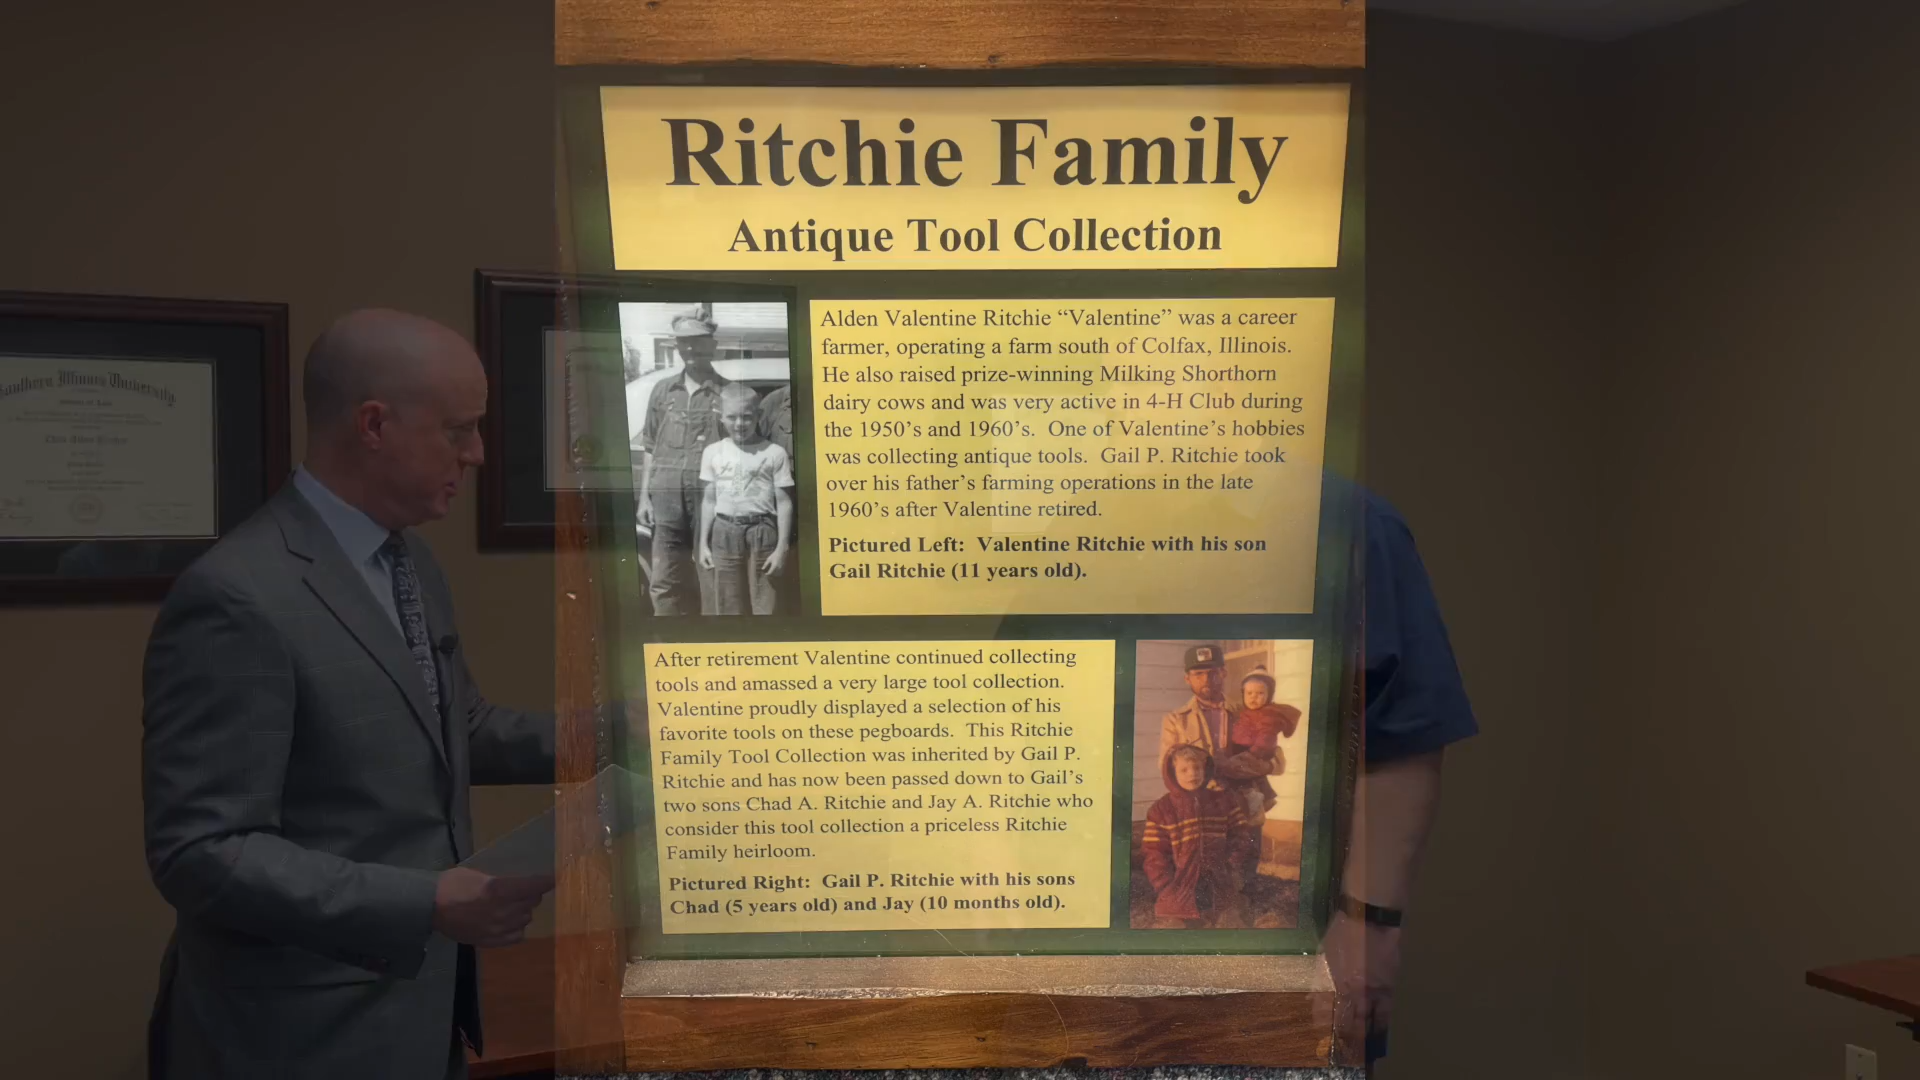 Ritchie Family
Antique Tool Collection
Alden Valentine Ritchie “Valentine” was a career
farmer, operating a farm south of Colfax, Illinois.
He also raised prize-winning Milking Shorthorn
dairy cows and was very active in 4-H Club during
the 1950’s and 1960’s. One of Valentine’s hobbies
was collecting antique tools. Gail P. Ritchie took
over his father’s farming operations in the late
1960’s after Valentine retired.
Pictured Left: Valentine Ritchie with his son
Gail Ritchie (11 years old).
After retirement Valentine continued collecting
tools and amassed a very large tool collection.
Valentine proudly displayed a selection of his
favorite tools on these pegboards. This Ritchie
Family Tool Collection was inherited by Gail P.
Ritchie and has now been passed down to Gail’s
two sons Chad A. Ritchie and Jay A. Ritchie who
consider this tool collection a priceless Ritchie
Family heirloom.
Pictured Right: Gail P. Ritchie with his sons
Chad (5 years old) and Jay (10 months old).
Southern Illinois University